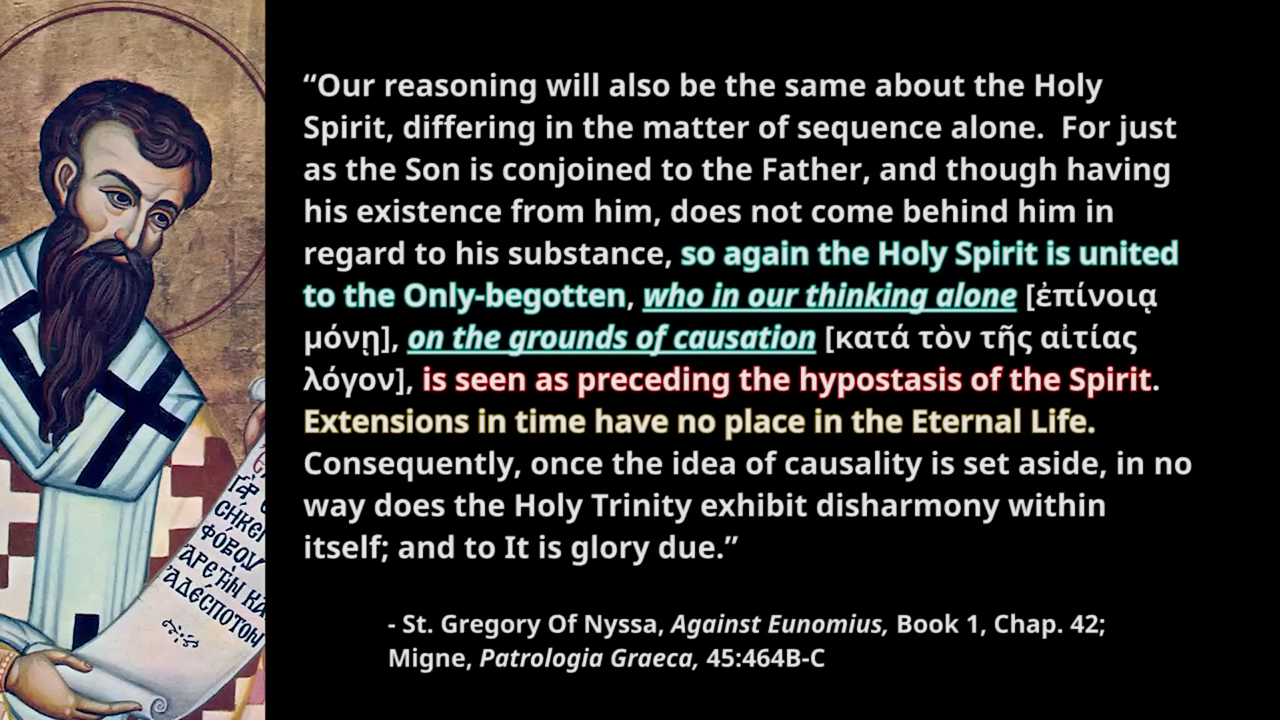 “Our reasoning will also be the same about the Holy
Spirit, differing in the matter of sequence alone.  For just
as the Son is conjoined to the Father, and though having
his existence from him, does not come behind him in
regard to his substance, so again the Holy Spirit is united
to the Only-begotten, who in our thinking alone [ἐπίνοιᾳ
μόνῃ], on the grounds of causation [κατά τὸν τῆς αἰτίας
λόγον], is seen as preceding the hypostasis of the Spirit.
Extensions in time have no place in the Eternal Life.
Consequently, once the idea of causality is set aside, in no
way does the Holy Trinity exhibit disharmony within
itself; and to It is glory due.”
- St. Gregory Of Nyssa, Against Eunomius, Book 1, Chap. 42;
Migne, Patrologia Graeca, 45:464B-C
ΦΟΒΟΥ